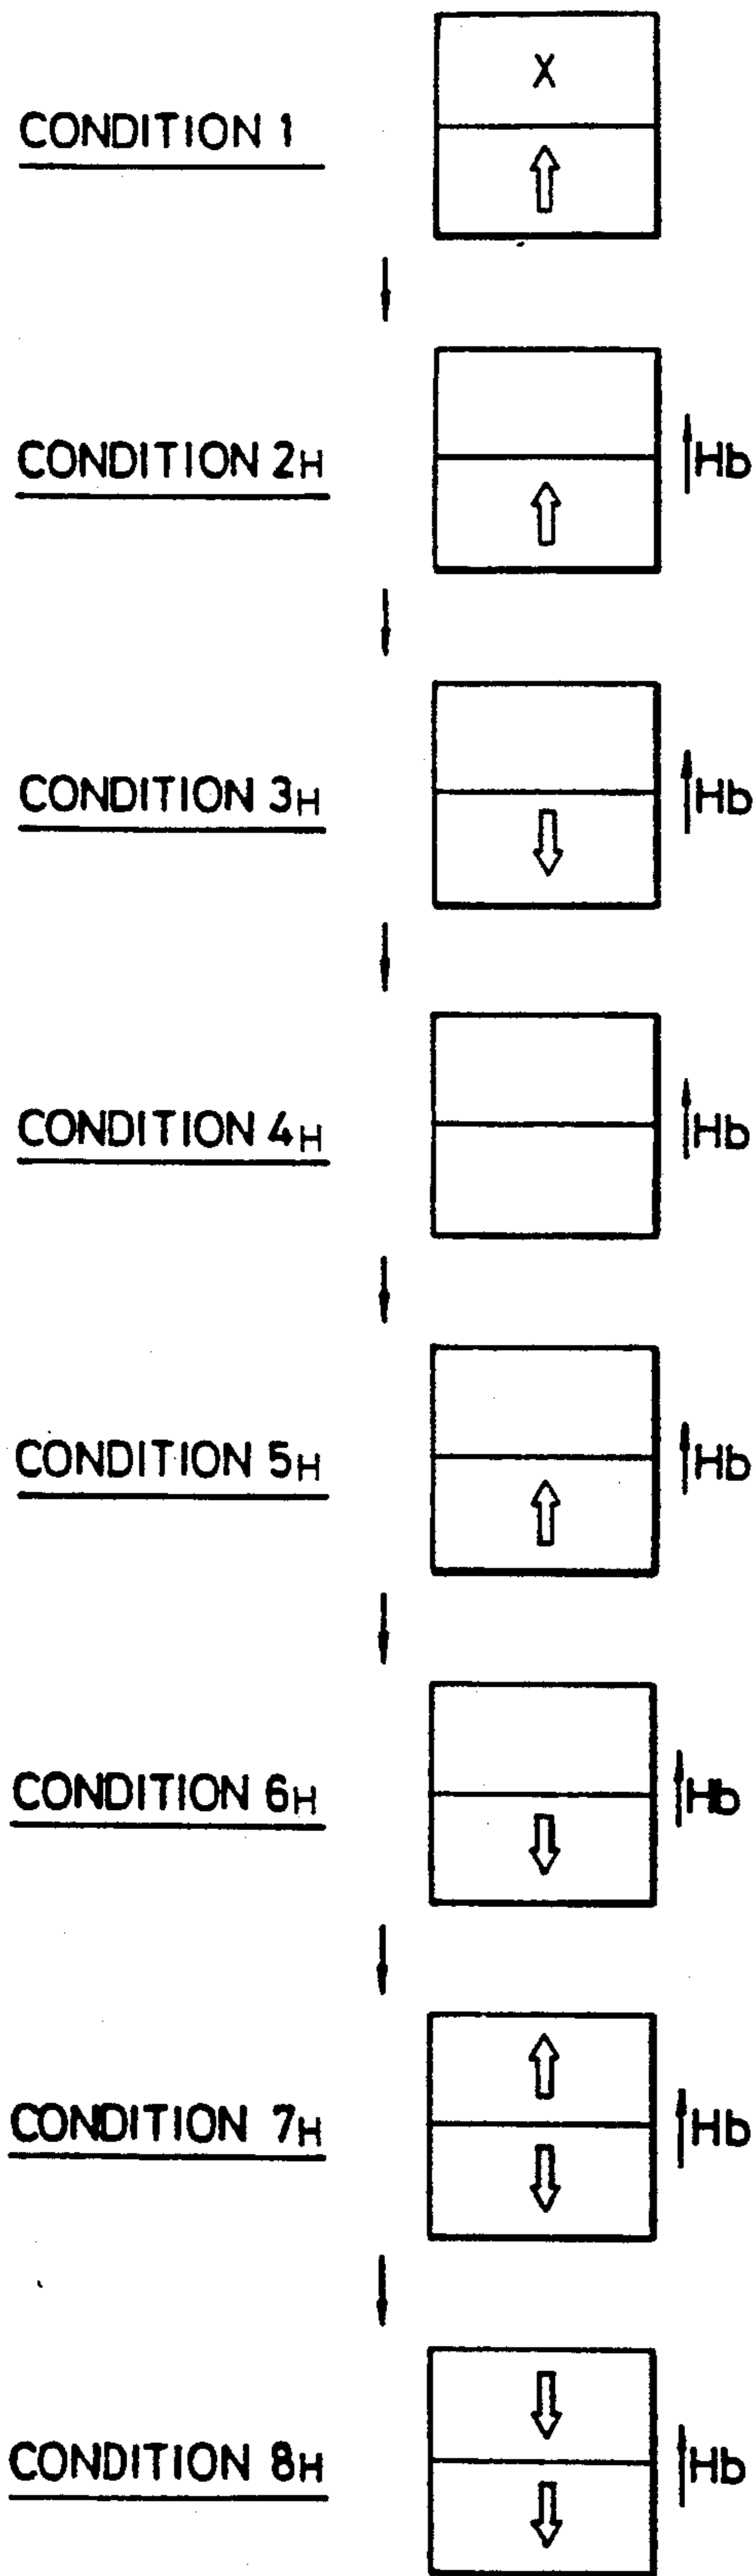 X
CONDITION 1
CONDITION 2H
Hb
CONDITION 3H
Hb
CONDITION 4H
Hb
CONDITION 5H
Hb
CONDITION 6H
Hb
CONDITION 7H
Hb
CONDITION 8H
Hb